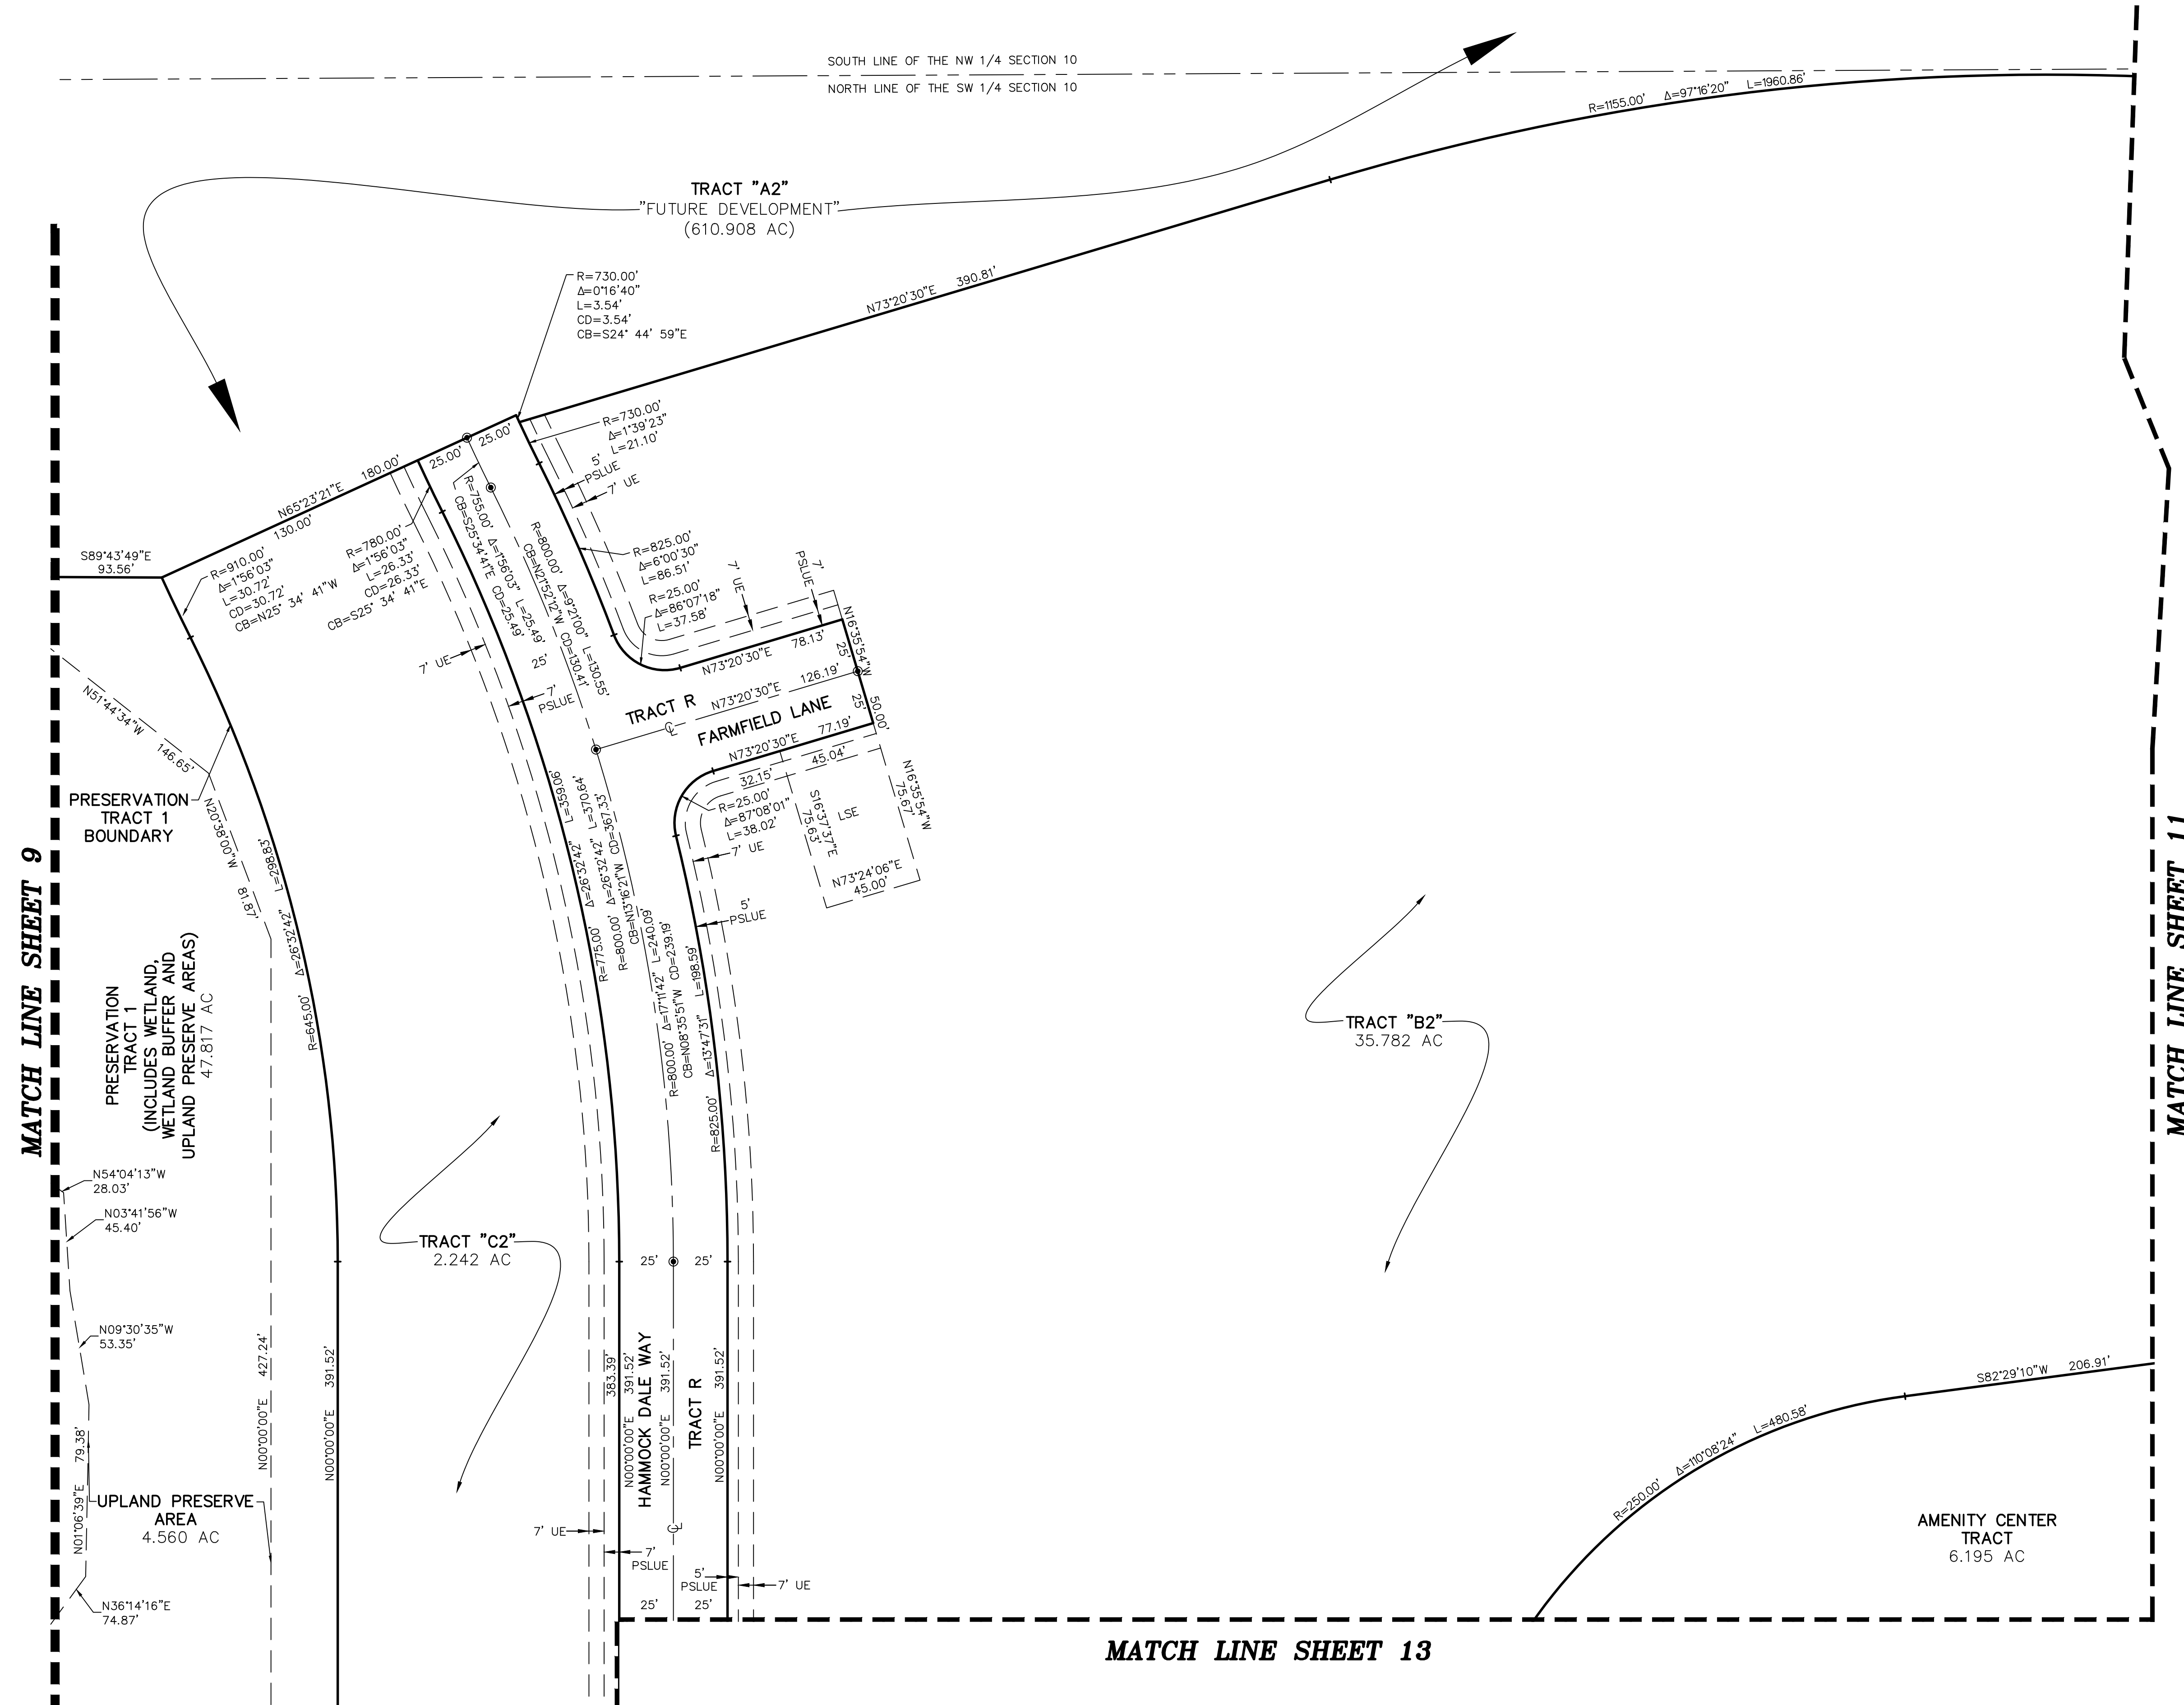 SOUTH LINE OF THE NW 1/4 SECTION 10
NORTH LINE OF THE SW 1/4 SECTION 10
R=1155.00' Δ=97°16'20" L=1960.86'
TRACT "A2"
"FUTURE DEVELOPMENT"
(610.908 AC)
R=730.00'
Δ=0°16'40"
L=3.54'
CD=3.54'
CB=S24° 44' 59"E
N73°20'30"E 390.81'
N65°23'21"E 180.00'
130.00'
25.00'
25.00'
S89°43'49"E
93.56'
R=910.00'
Δ=1°56'03"
L=30.72'
CD=30.72'
CB=N25° 34' 41"W
R=780.00'
Δ=1°56'03"
L=26.33'
CD=26.33'
CB=S25° 34' 41"E
R=755.00' Δ=1°56'03" L=25.49'
CB=S25°34'41"E CD=25.49'
R=800.00' Δ=9°21'00" L=130.55'
CB=N21°52'12"W CD=130.41'
R=730.00'
Δ=1°39'23"
L=21.10'
5'
PSLUE
7' UE
R=825.00'
Δ=6°00'30"
L=86.51'
R=25.00'
Δ=86°07'18"
L=37.58'
7' UE
7'
PSLUE
N16°35'54"W
50.00'
25'
25'
N73°20'30"E 78.13'
N73°20'30"E 126.19'
TRACT R
℄
FARMFIELD LANE
N73°20'30"E 77.19'
32.15'
45.04'
R=25.00'
Δ=87°08'01"
L=38.02'
S16°37'37"E
75.63'
LSE
N16°35'54"W
75.67'
N73°24'06"E
45.00'
7' UE
5'
PSLUE
7' UE
25'
7'
PSLUE
N51°44'34"W 146.65'
PRESERVATION
TRACT 1
BOUNDARY
N20°38'00"W 81.87'
R=645.00' Δ=26°32'42" L=298.83'
R=775.00' Δ=26°32'42" L=359.06'
R=800.00' Δ=26°32'42" L=370.64'
CB=N13°16'21"W CD=367.33'
R=800.00' Δ=17°11'42" L=240.09'
CB=N08°35'51"W CD=239.19'
R=825.00' Δ=13°47'31" L=198.59'
MATCH LINE SHEET 9
PRESERVATION
TRACT 1
(INCLUDES WETLAND,
WETLAND BUFFER AND
UPLAND PRESERVE AREAS)
47.817 AC
MATCH LINE SHEET 11
TRACT "B2"
35.782 AC
N54°04'13"W
28.03'
N03°41'56"W
45.40'
N09°30'35"W
53.35'
TRACT "C2"
2.242 AC
25'
25'
N00°00'00"E 427.24'
N00°00'00"E 391.52'
383.39'
N00°00'00"E 391.52'
HAMMOCK DALE WAY
N00°00'00"E 391.52'
TRACT R
N00°00'00"E 391.52'
N01°06'39"E 79.38'
UPLAND PRESERVE
AREA
4.560 AC
N36°14'16"E
74.87'
7' UE
7'
PSLUE
℄
5'
PSLUE
7' UE
25'
25'
S82°29'10"W 206.91'
R=250.00' Δ=110°08'24" L=480.58'
AMENITY CENTER
TRACT
6.195 AC
MATCH LINE SHEET 13